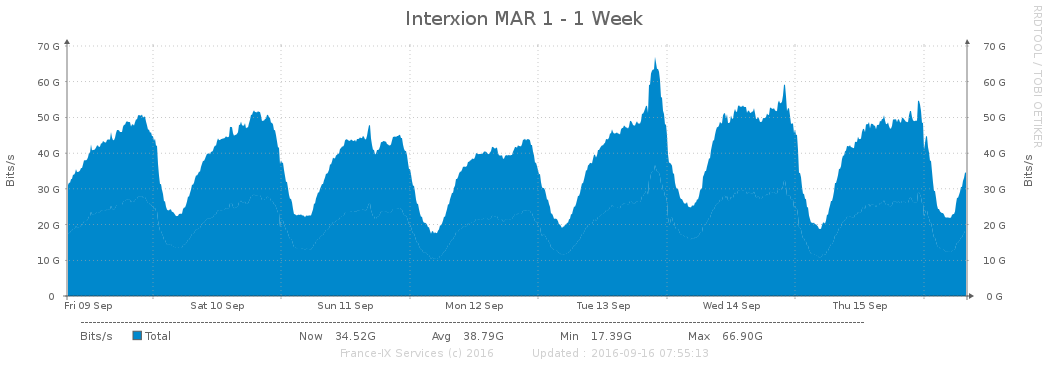 Interxion MAR 1 - 1 Week
RRDTOOL / TOBI OETIKER
Bits/s
70 G 70 G
60 G 60 G
50 G 50 G
40 G 40 G
30 G 30 G
20 G 20 G
10 G 10 G
0 0 G
Bits/s
Fri 09 Sep Sat 10 Sep Sun 11 Sep Mon 12 Sep Tue 13 Sep Wed 14 Sep Thu 15 Sep
Bits/s Total Now 34.52G Avg 38.79G Min 17.39G Max 66.90G
France-IX Services (c) 2016 Updated : 2016-09-16 07:55:13